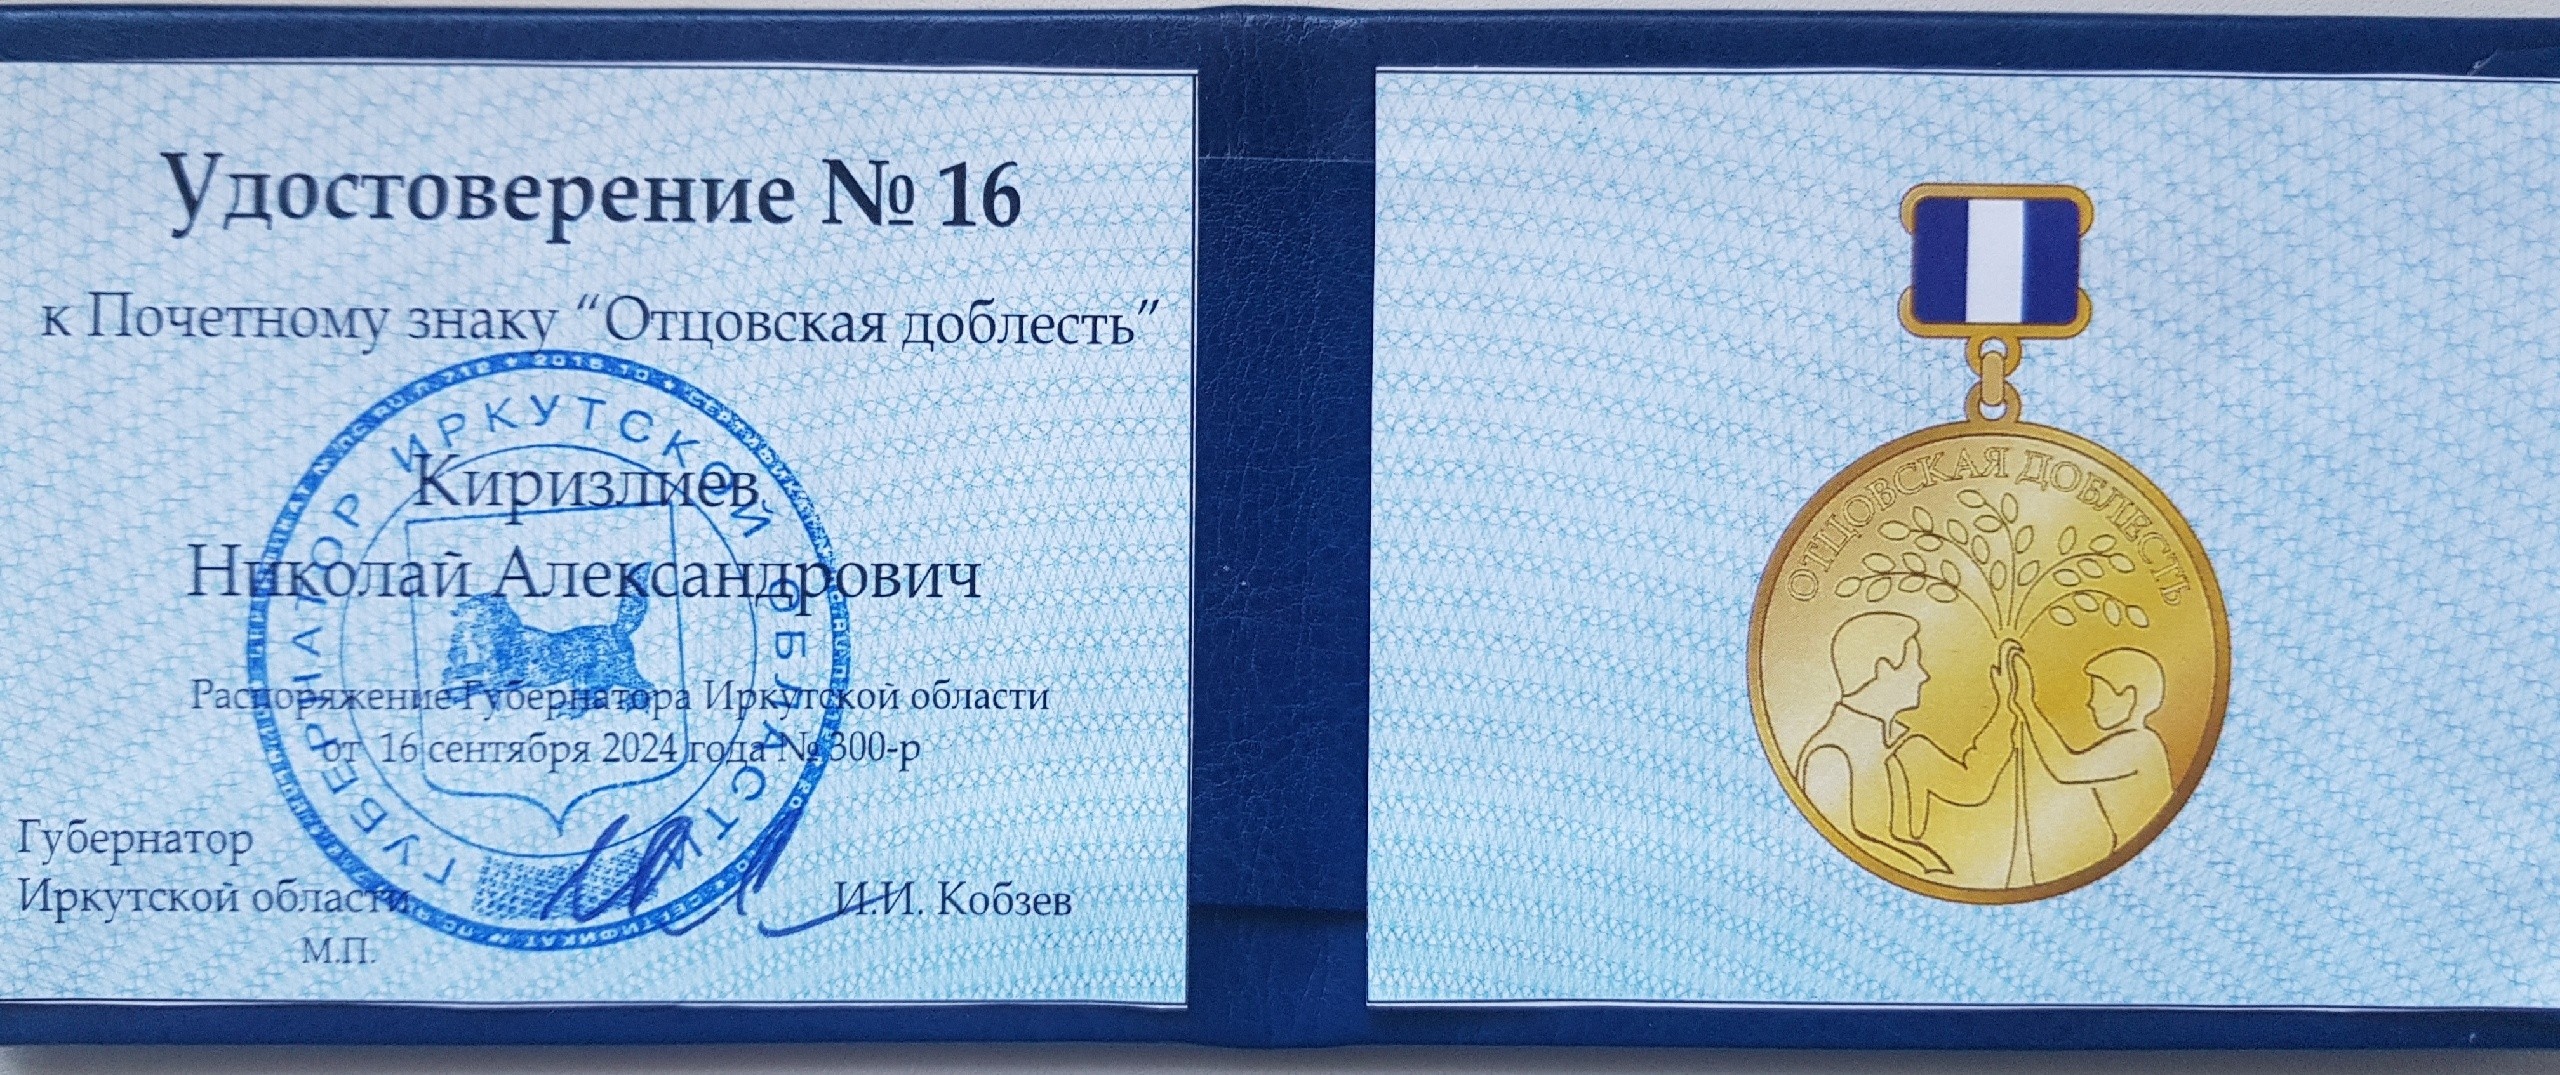 Удостоверение № 16
к Почетному знаку “Отцовская доблесть”
Киризлиев
Николай Александрович
Распоряжение Губернатора Иркутской области
от 16 сентября 2024 года № 300-р
Губернатор
Иркутской области
И.И. Кобзев
М.П.
ГУБЕРНАТОР ИРКУТСКОЙ ОБЛАСТИ
ОТЦОВСКАЯ ДОБЛЕСТЬ